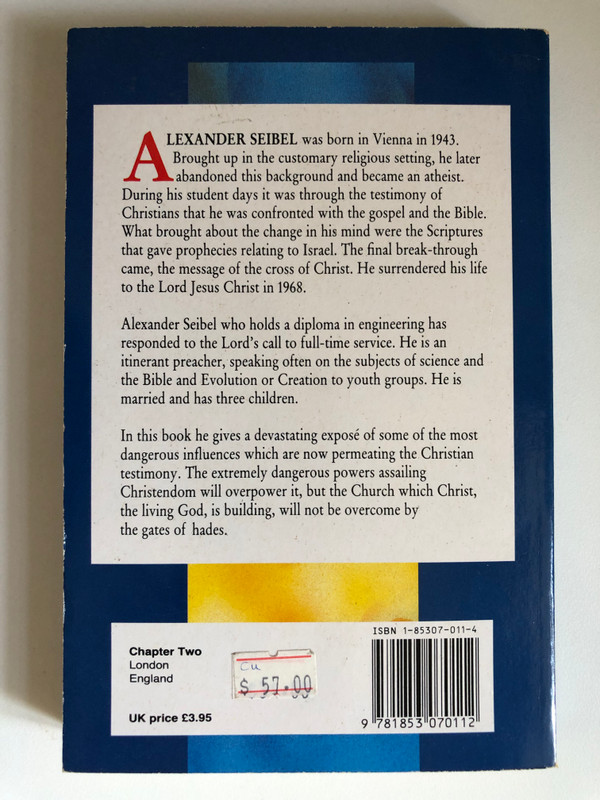 ALEXANDER SEIBEL was born in Vienna in 1943.
Brought up in the customary religious setting, he later
abandoned this background and became an atheist.
During his student days it was through the testimony of
Christians that he was confronted with the gospel and the Bible.
What brought about the change in his mind were the Scriptures
that gave prophecies relating to Israel. The final break-through
came, the message of the cross of Christ. He surrendered his life
to the Lord Jesus Christ in 1968.
Alexander Seibel who holds a diploma in engineering has
responded to the Lord's call to full-time service. He is an
itinerant preacher, speaking often on the subjects of science and
the Bible and Evolution or Creation to youth groups. He is
married and has three children.
In this book he gives a devastating exposé of some of the most
dangerous influences which are now permeating the Christian
testimony. The extremely dangerous powers assailing
Christendom will overpower it, but the Church which Christ,
the living God, is building, will not be overcome by
the gates of hades.
Chapter Two
London
England
UK price £3.95
cu
$ 57.00
ISBN 1-85307-011-4
9 781853 070112